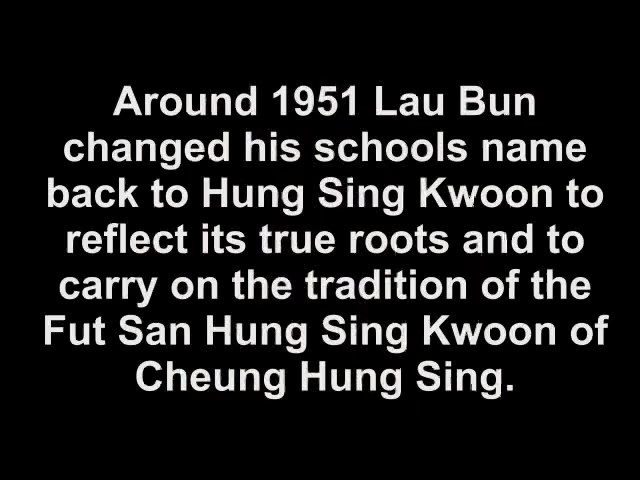 Around 1951 Lau Bun
changed his schools name
back to Hung Sing Kwoon to
reflect its true roots and to
carry on the tradition of the
Fut San Hung Sing Kwoon of
Cheung Hung Sing.